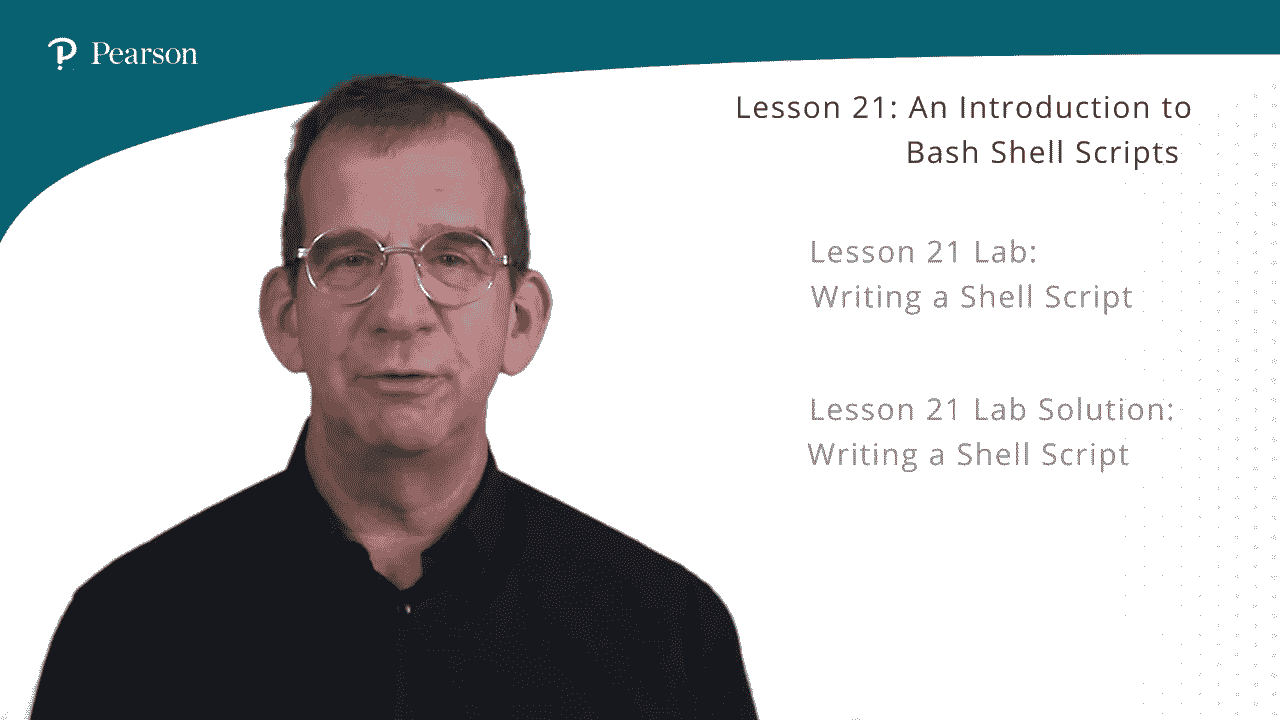 Pearson
Lesson 21: An Introduction to
Bash Shell Scripts
Lesson 21 Lab:
Writing a Shell Script
Lesson 21 Lab Solution:
Writing a Shell Script